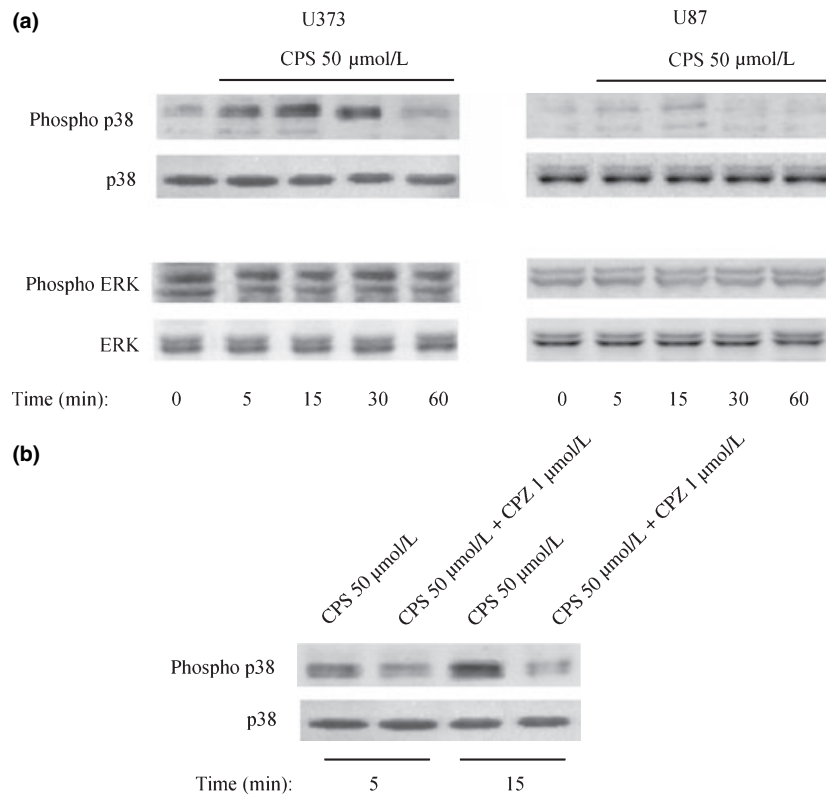 (a)
U373 U87
CPS 50 µmol/L CPS 50 µmol/L
Phospho p38
p38
Phospho ERK
ERK
Time (min): 0 5 15 30 60 0 5 15 30 60
(b)
CPS 50 µmol/L
CPS 50 µmol/L + CPZ 1 µmol/L
CPS 50 µmol/L
CPS 50 µmol/L + CPZ 1 µmol/L
Phospho p38
p38
Time (min): 5 15